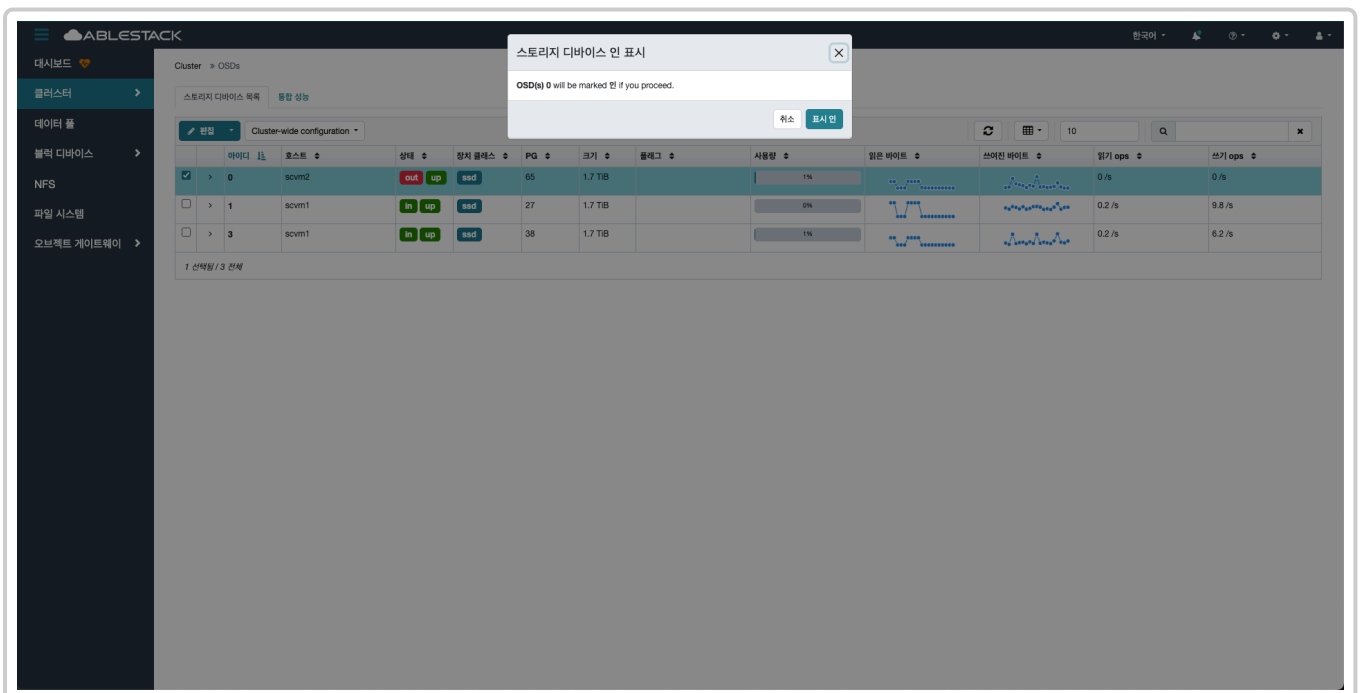 ABLESTACK
한국어
대시보드
클러스터
데이터 풀
블럭 디바이스
NFS
파일 시스템
오브젝트 게이트웨이
Cluster » OSDs
스토리지 디바이스 목록 통합 성능
스토리지 디바이스 인 표시
OSD(s) 0 will be marked 인 if you proceed.
취소 표시 인
편집 Cluster-wide configuration 10
아이디 호스트 상태 장치 클래스 PG 크기 플래그 사용량 읽은 바이트 쓰여진 바이트 읽기 ops 쓰기 ops
0 scvm2 out up ssd 65 1.7 TiB 1% 0 /s 0 /s
1 scvm1 in up ssd 27 1.7 TiB 0% 0.2 /s 9.8 /s
3 scvm1 in up ssd 38 1.7 TiB 1% 0.2 /s 6.2 /s
1 선택됨 / 3 전체